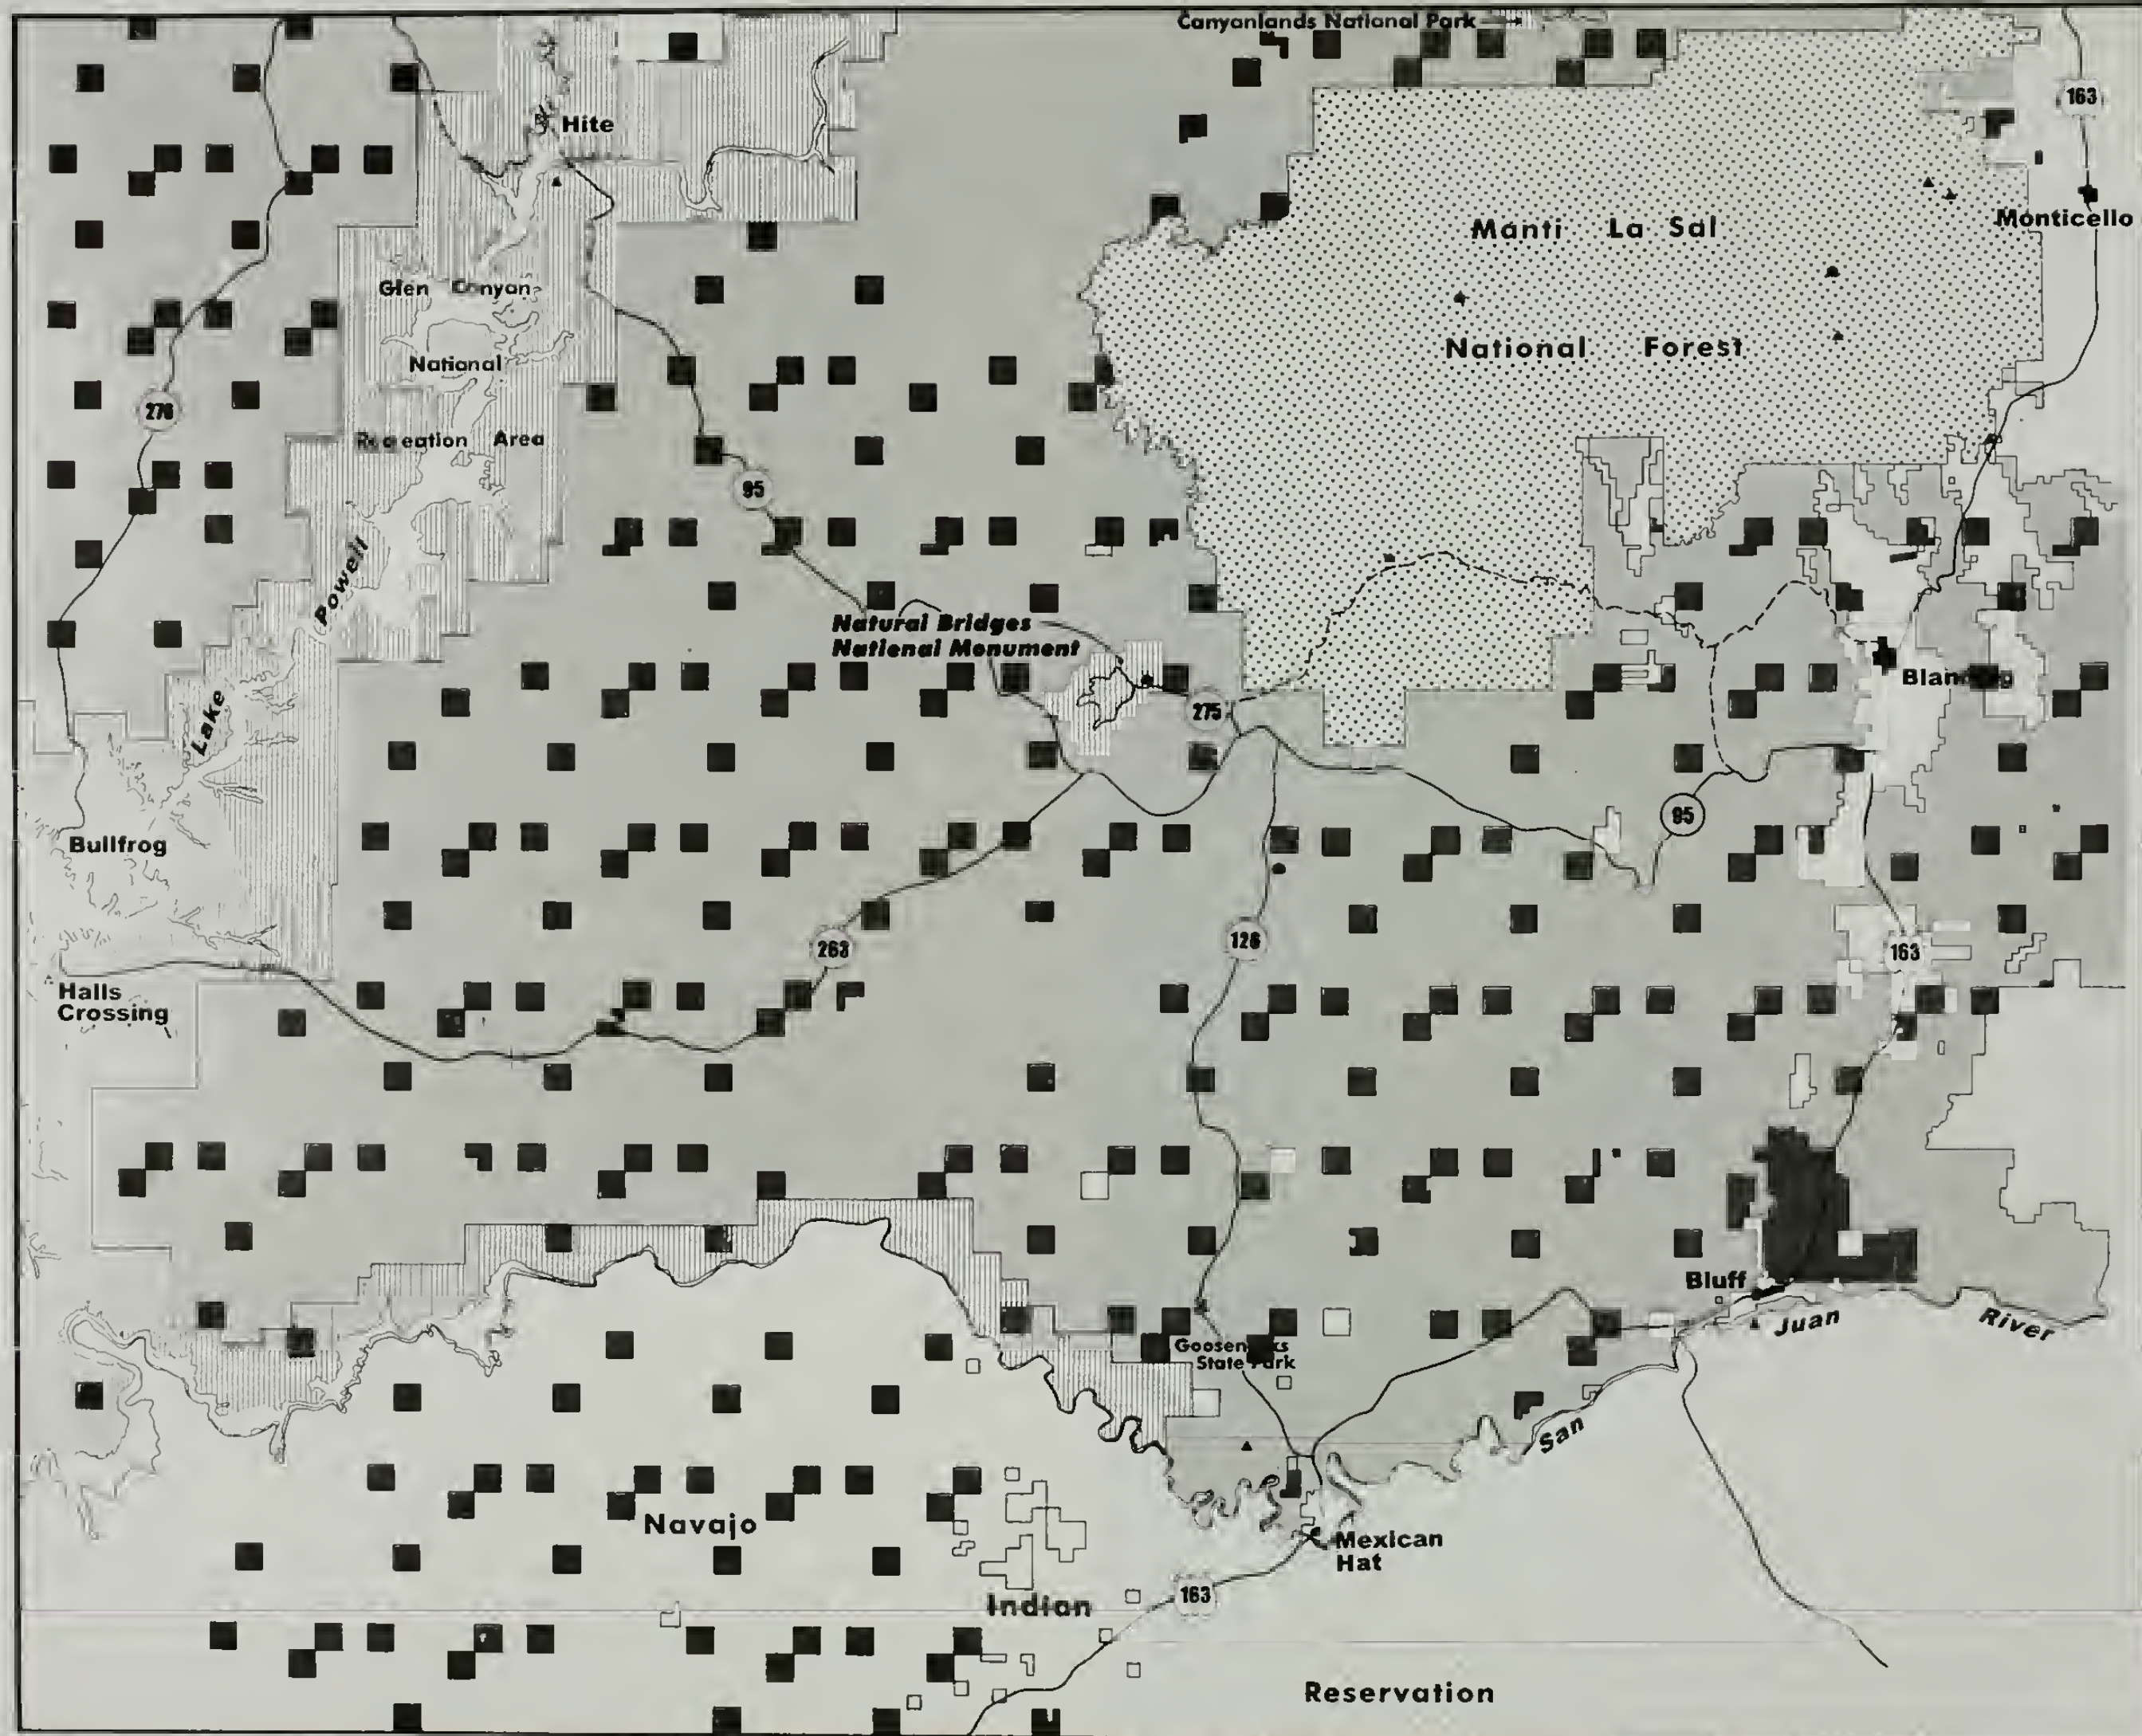 Canyonlands National Park
163
Hite
Monticello
Manti La Sal
National Forest
Glen Canyon
National
Recreation Area
276
95
Lake Powell
Natural Bridges
National Monument
275
Blanding
95
Bullfrog
263
126
163
Halls
Crossing
Bluff
San Juan River
Goosenecks
State Park
Navajo
Mexican
Hat
163
Indian
Reservation